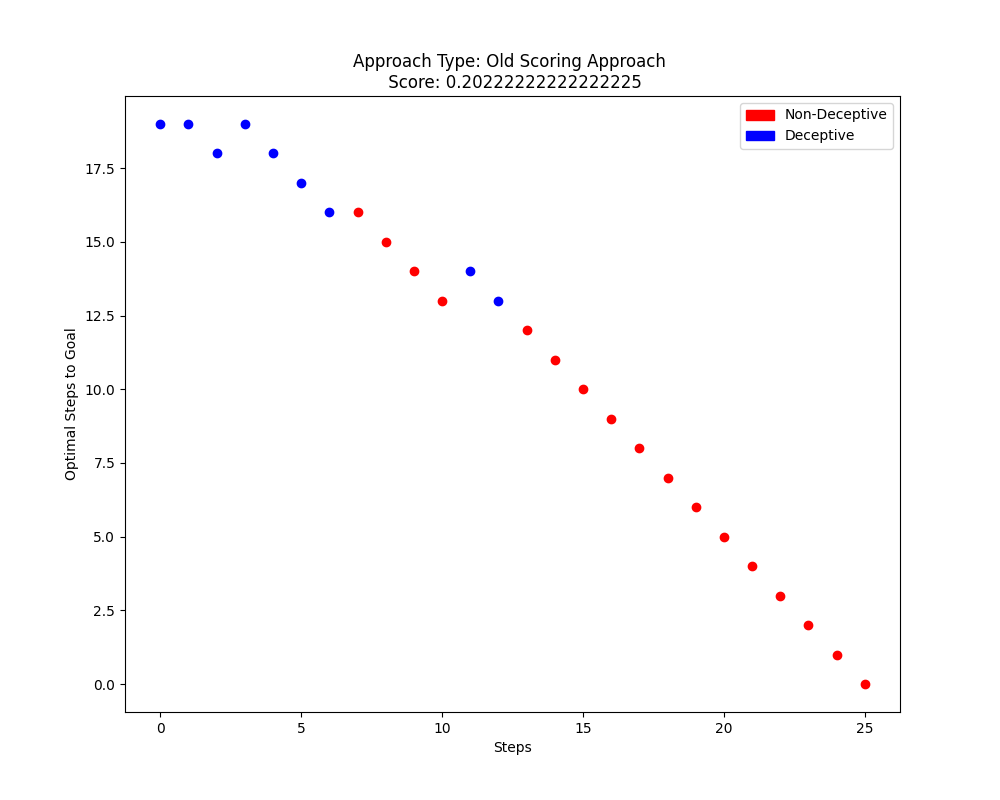 Approach Type: Old Scoring Approach
Score: 0.20222222222222225
Non-Deceptive
Deceptive
Optimal Steps to Goal
17.5
15.0
12.5
10.0
7.5
5.0
2.5
0.0
0 5 10 15 20 25
Steps